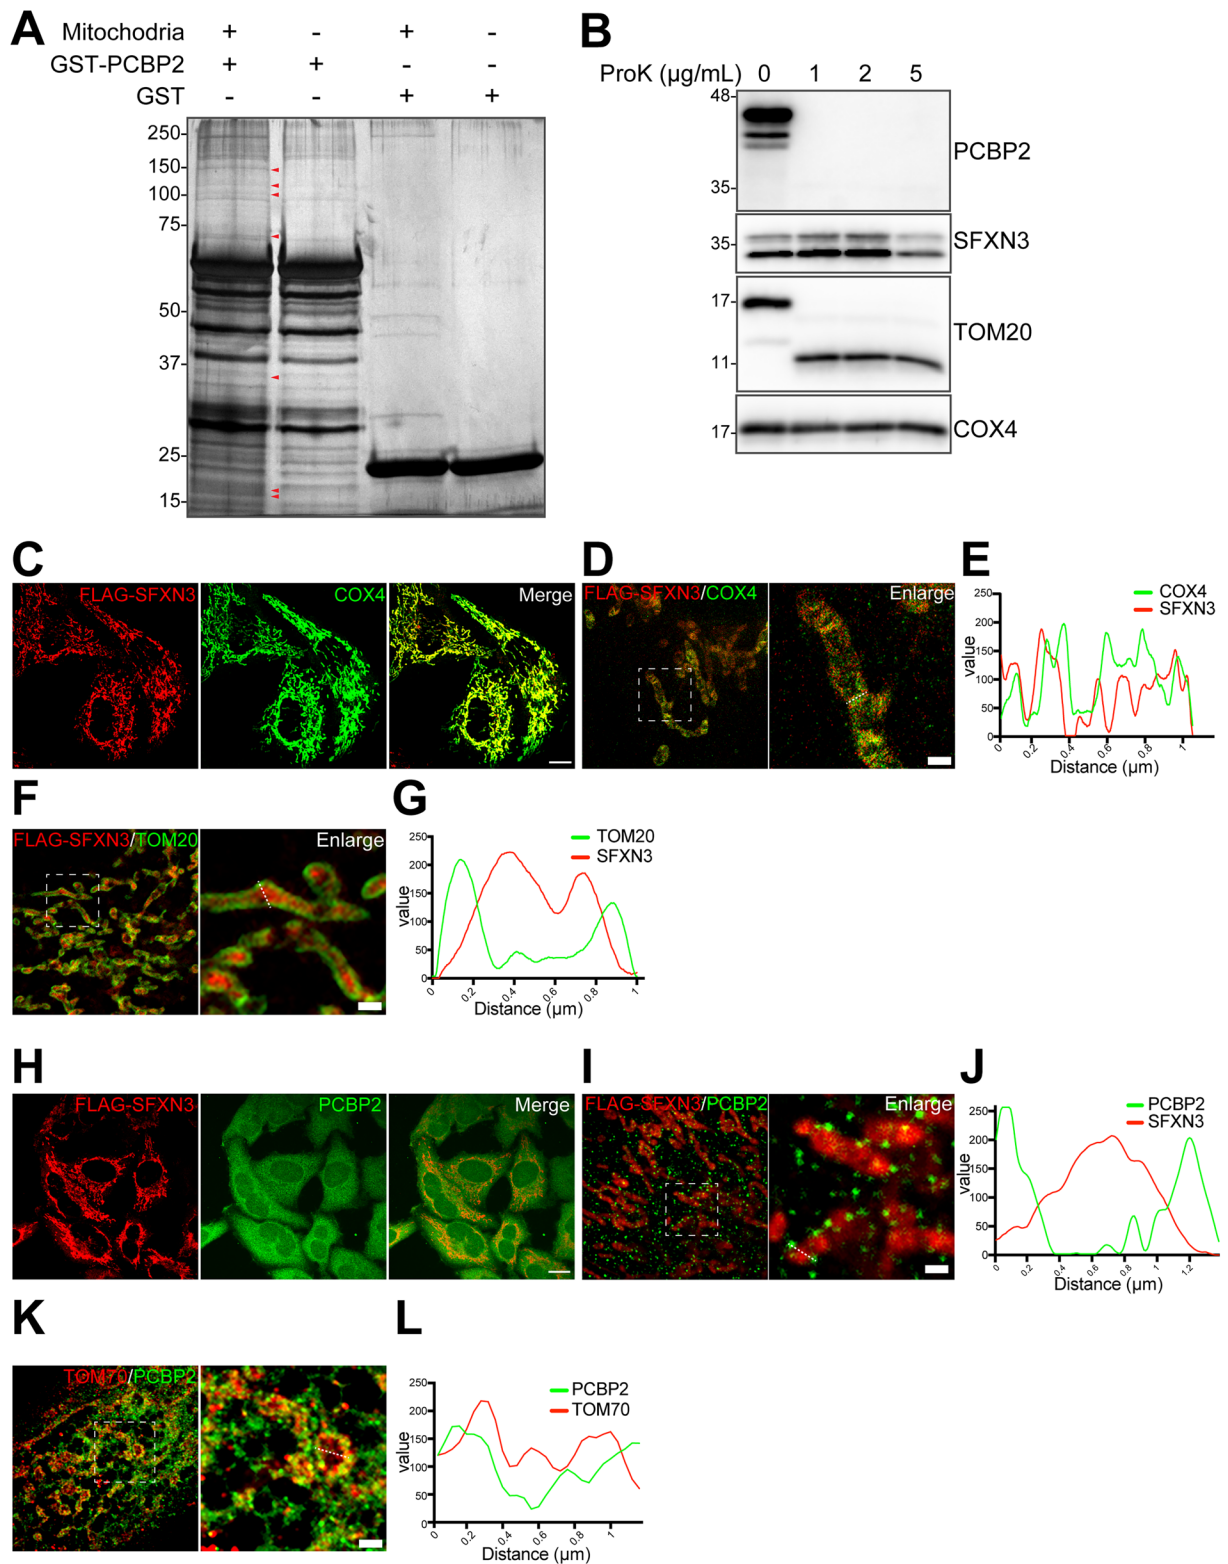 A
Mitochodria + - + -
GST-PCBP2 + + - -
GST - - + +
250
150
100
75
50
37
25
15
B
ProK (µg/mL) 0 1 2 5
48
35
PCBP2
35
SFXN3
17
11
TOM20
17
COX4
C
FLAG-SFXN3
COX4
Merge
D
FLAG-SFXN3/COX4
Enlarge
E
COX4
SFXN3
value
250
200
150
100
50
0
0 0.2 0.4 0.6 0.8 1
Distance (µm)
F
FLAG-SFXN3/TOM20
Enlarge
G
TOM20
SFXN3
value
250
200
150
100
50
0
0 0.2 0.4 0.6 0.8 1
Distance (µm)
H
FLAG-SFXN3
PCBP2
Merge
I
FLAG-SFXN3/PCBP2
Enlarge
J
PCBP2
SFXN3
value
250
200
150
100
50
0
0 0.2 0.4 0.6 0.8 1 1.2
Distance (µm)
K
TOM70/PCBP2
L
PCBP2
TOM70
value
250
200
150
100
50
0
0 0.2 0.4 0.6 0.8 1
Distance (µm)